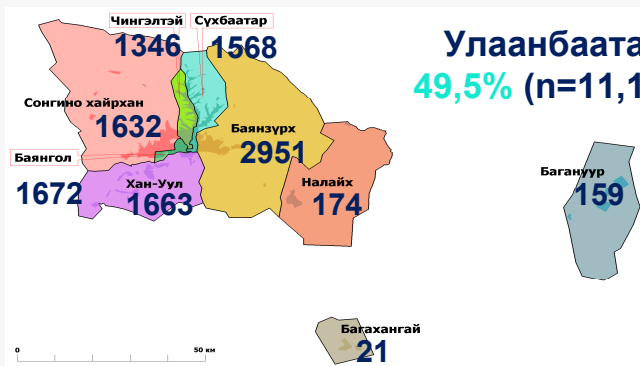 Чингэлтэй
Сүхбаатар
1346
1568
Улаанбаата
49,5% (n=11,1
Сонгино хайрхан
1632
Баянзүрх
2951
Баянгол
1672
Хан-Уул
1663
Налайх
174
Багануур
159
Багахангай
21
0
50 км